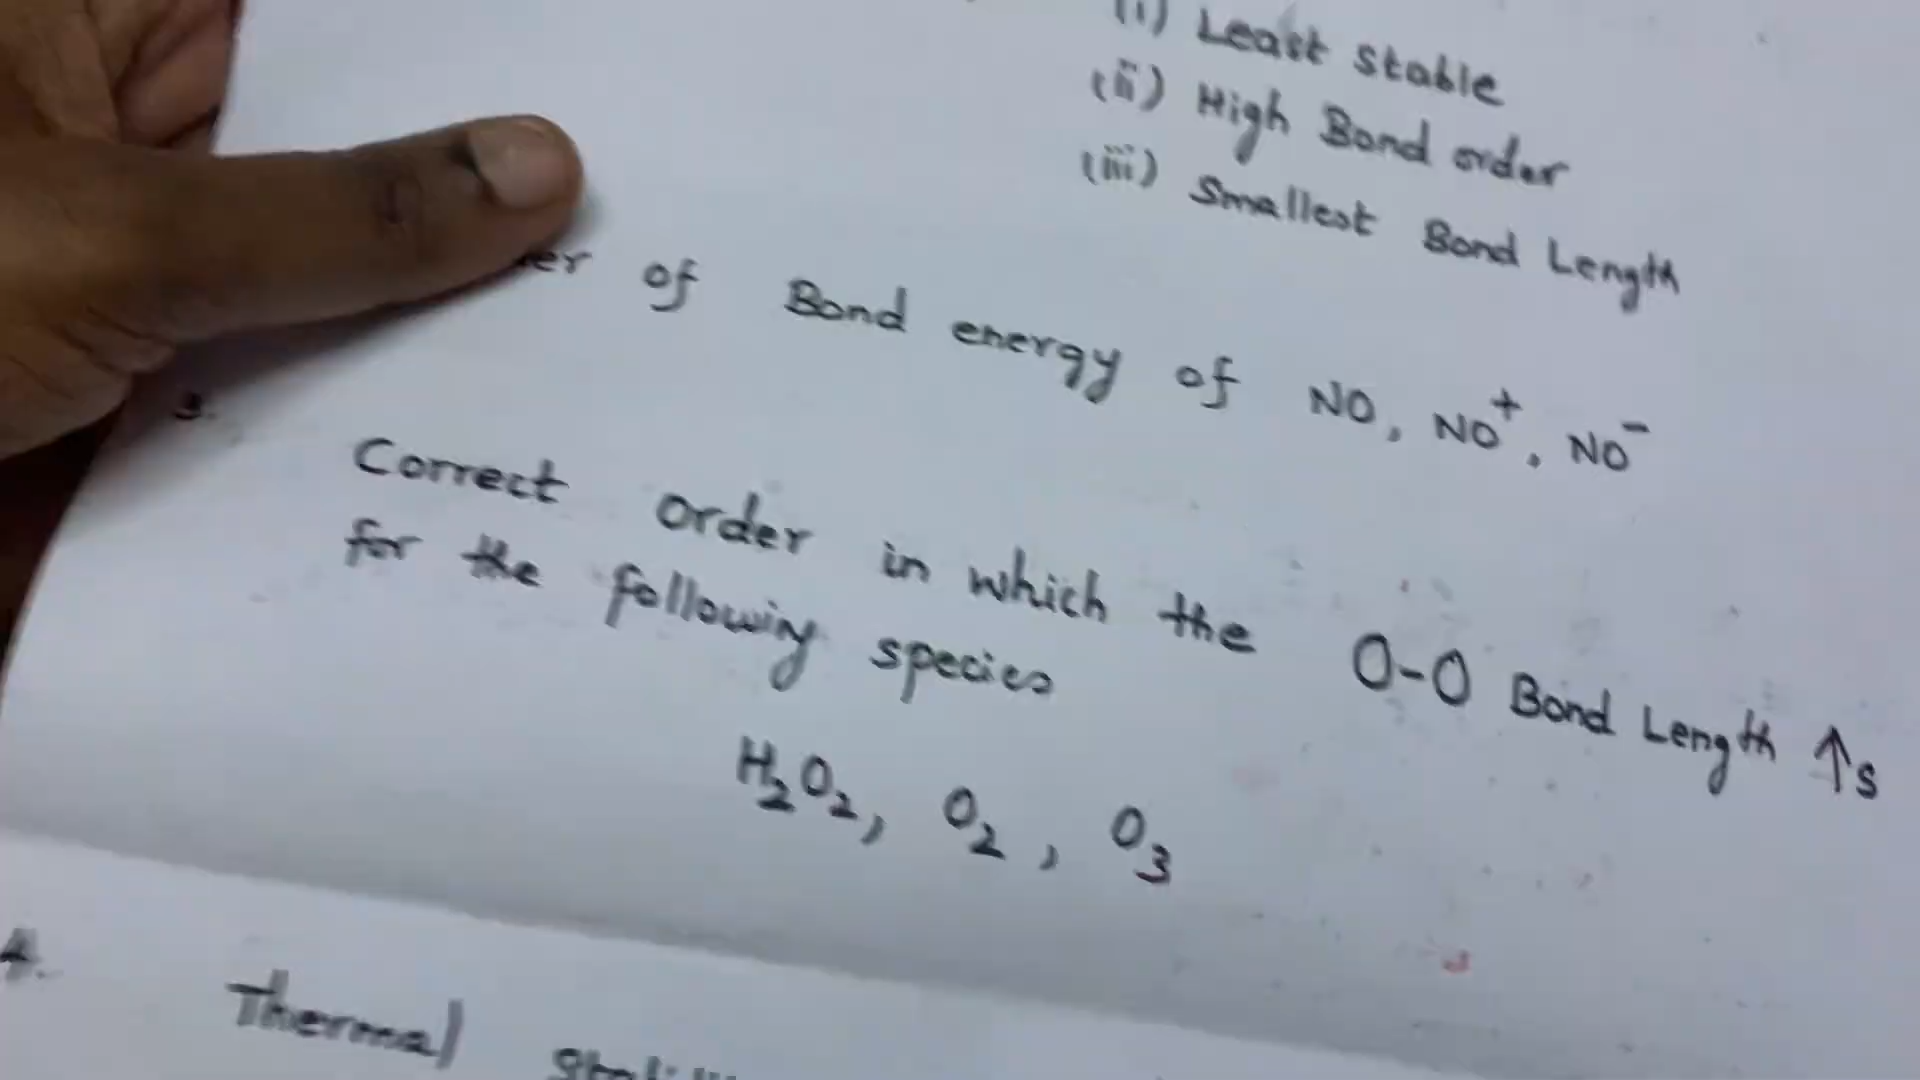 (i) Least stable
(ii) High Bond order
(iii) Smallest Bond Length
of Bond energy of NO, NO⁺, NO⁻
3.
Correct order in which the O-O Bond Length ↑s
for the following species
H₂O₂, O₂, O₃
4. Thermal